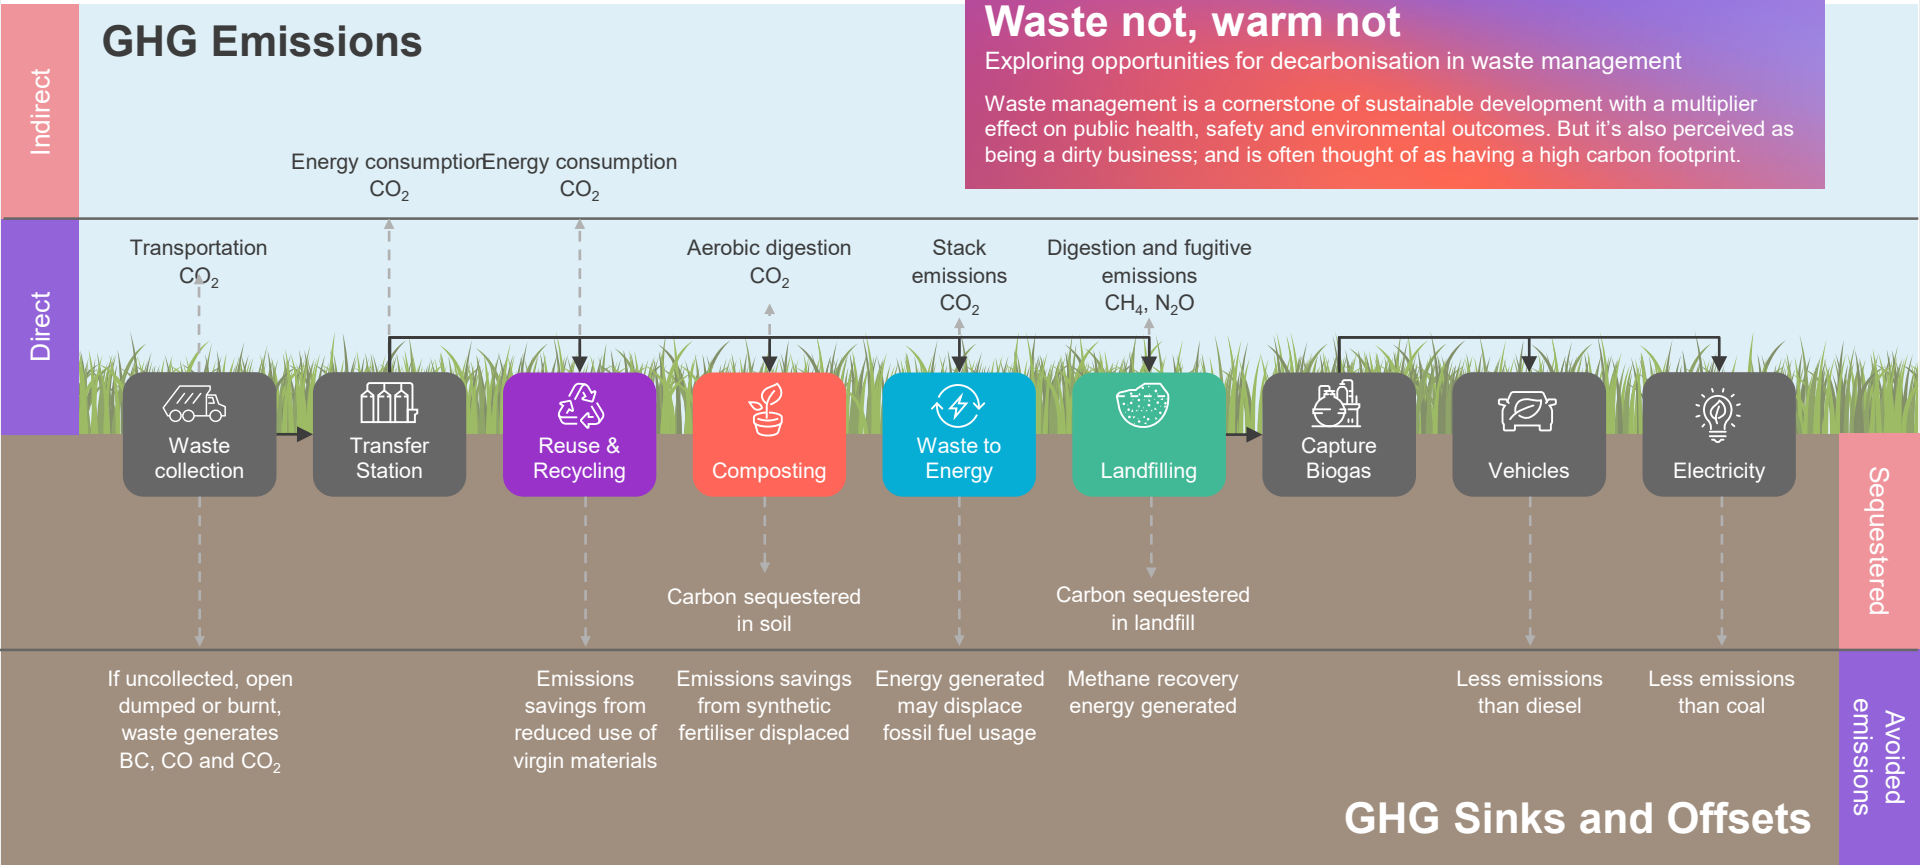 GHG Emissions
Waste not, warm not
Exploring opportunities for decarbonisation in waste management
Waste management is a cornerstone of sustainable development with a multiplier
effect on public health, safety and environmental outcomes. But it’s also perceived as
being a dirty business; and is often thought of as having a high carbon footprint.
Indirect
Energy consumption
CO₂
Energy consumption
CO₂
Direct
Transportation
CO₂
Aerobic digestion
CO₂
Stack
emissions
CO₂
Digestion and fugitive
emissions
CH₄, N₂O
Waste
collection
Transfer
Station
Reuse &
Recycling
Composting
Waste to
Energy
Landfilling
Capture
Biogas
Vehicles
Electricity
Sequestered
Carbon sequestered
in soil
Carbon sequestered
in landfill
If uncollected, open
dumped or burnt,
waste generates
BC, CO and CO₂
Emissions
savings from
reduced use of
virgin materials
Emissions savings
from synthetic
fertiliser displaced
Energy generated
may displace
fossil fuel usage
Methane recovery
energy generated
Less emissions
than diesel
Less emissions
than coal
Avoided
emissions
GHG Sinks and Offsets